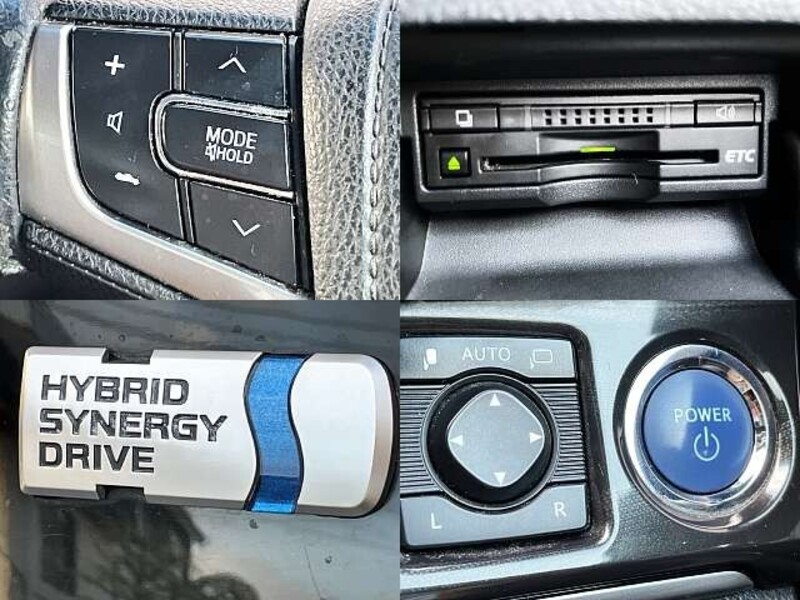 MODE
HOLD
ETC
HYBRID
SYNERGY
DRIVE
AUTO
L R
POWER